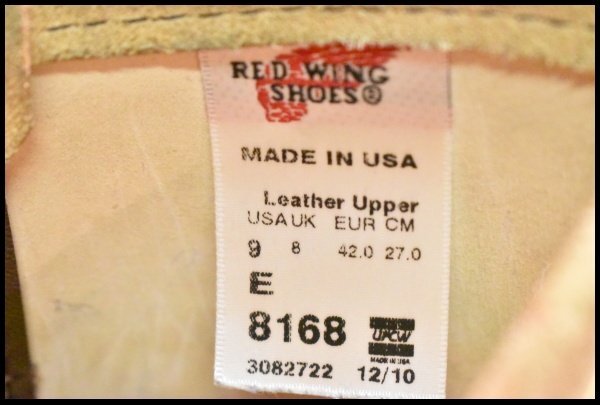 RED WING
SHOES®
MADE IN USA
Leather Upper
USA UK EUR CM
9 8 42.0 27.0
E
8168
UFCW
MADE IN USA
3082722 12/10